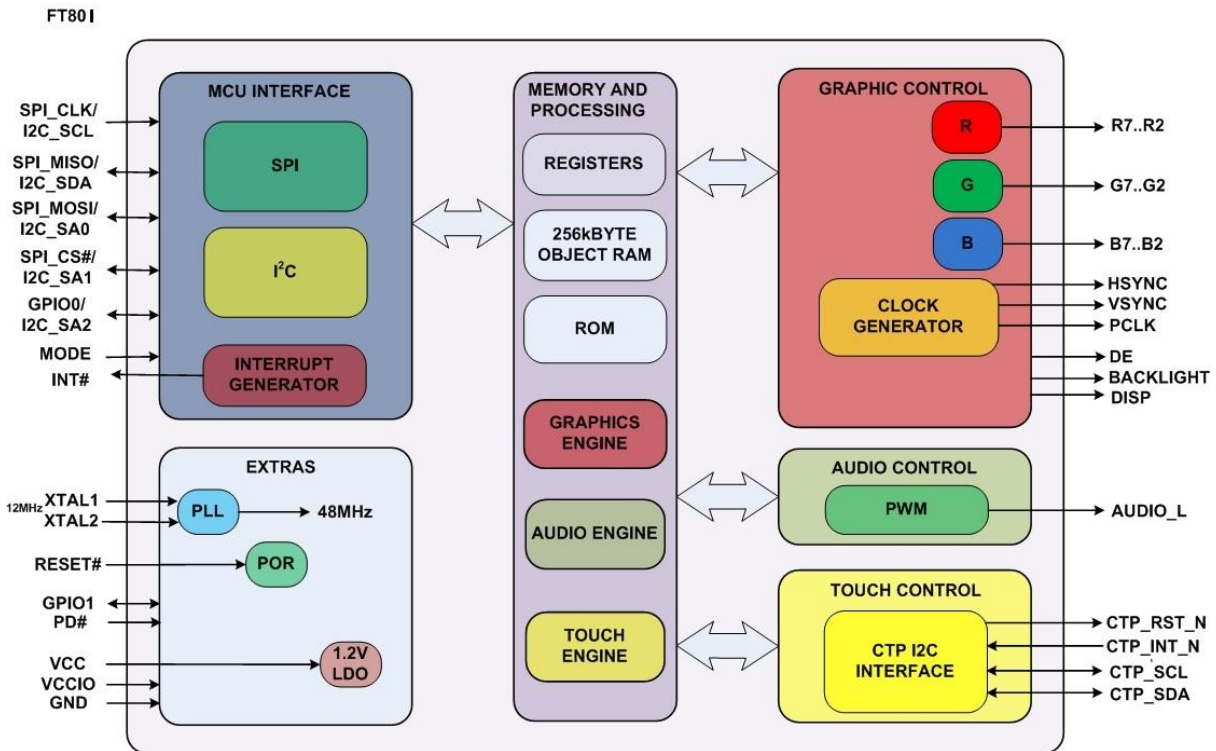 FT801
MCU INTERFACE
SPI_CLK/
I2C_SCL
SPI_MISO/
I2C_SDA
SPI_MOSI/
I2C_SA0
SPI_CS#/
I2C_SA1
GPIO0/
I2C_SA2
MODE
INT#
SPI
I²C
INTERRUPT
GENERATOR
EXTRAS
12MHz
XTAL1
XTAL2
PLL
48MHz
RESET#
POR
GPIO1
PD#
VCC
VCCIO
GND
1.2V
LDO
MEMORY AND
PROCESSING
REGISTERS
256kBYTE
OBJECT RAM
ROM
GRAPHICS
ENGINE
AUDIO ENGINE
TOUCH
ENGINE
GRAPHIC CONTROL
R
R7..R2
G
G7..G2
B
B7..B2
CLOCK
GENERATOR
HSYNC
VSYNC
PCLK
DE
BACKLIGHT
DISP
AUDIO CONTROL
PWM
AUDIO_L
TOUCH CONTROL
CTP I2C
INTERFACE
CTP_RST_N
CTP_INT_N
CTP_SCL
CTP_SDA